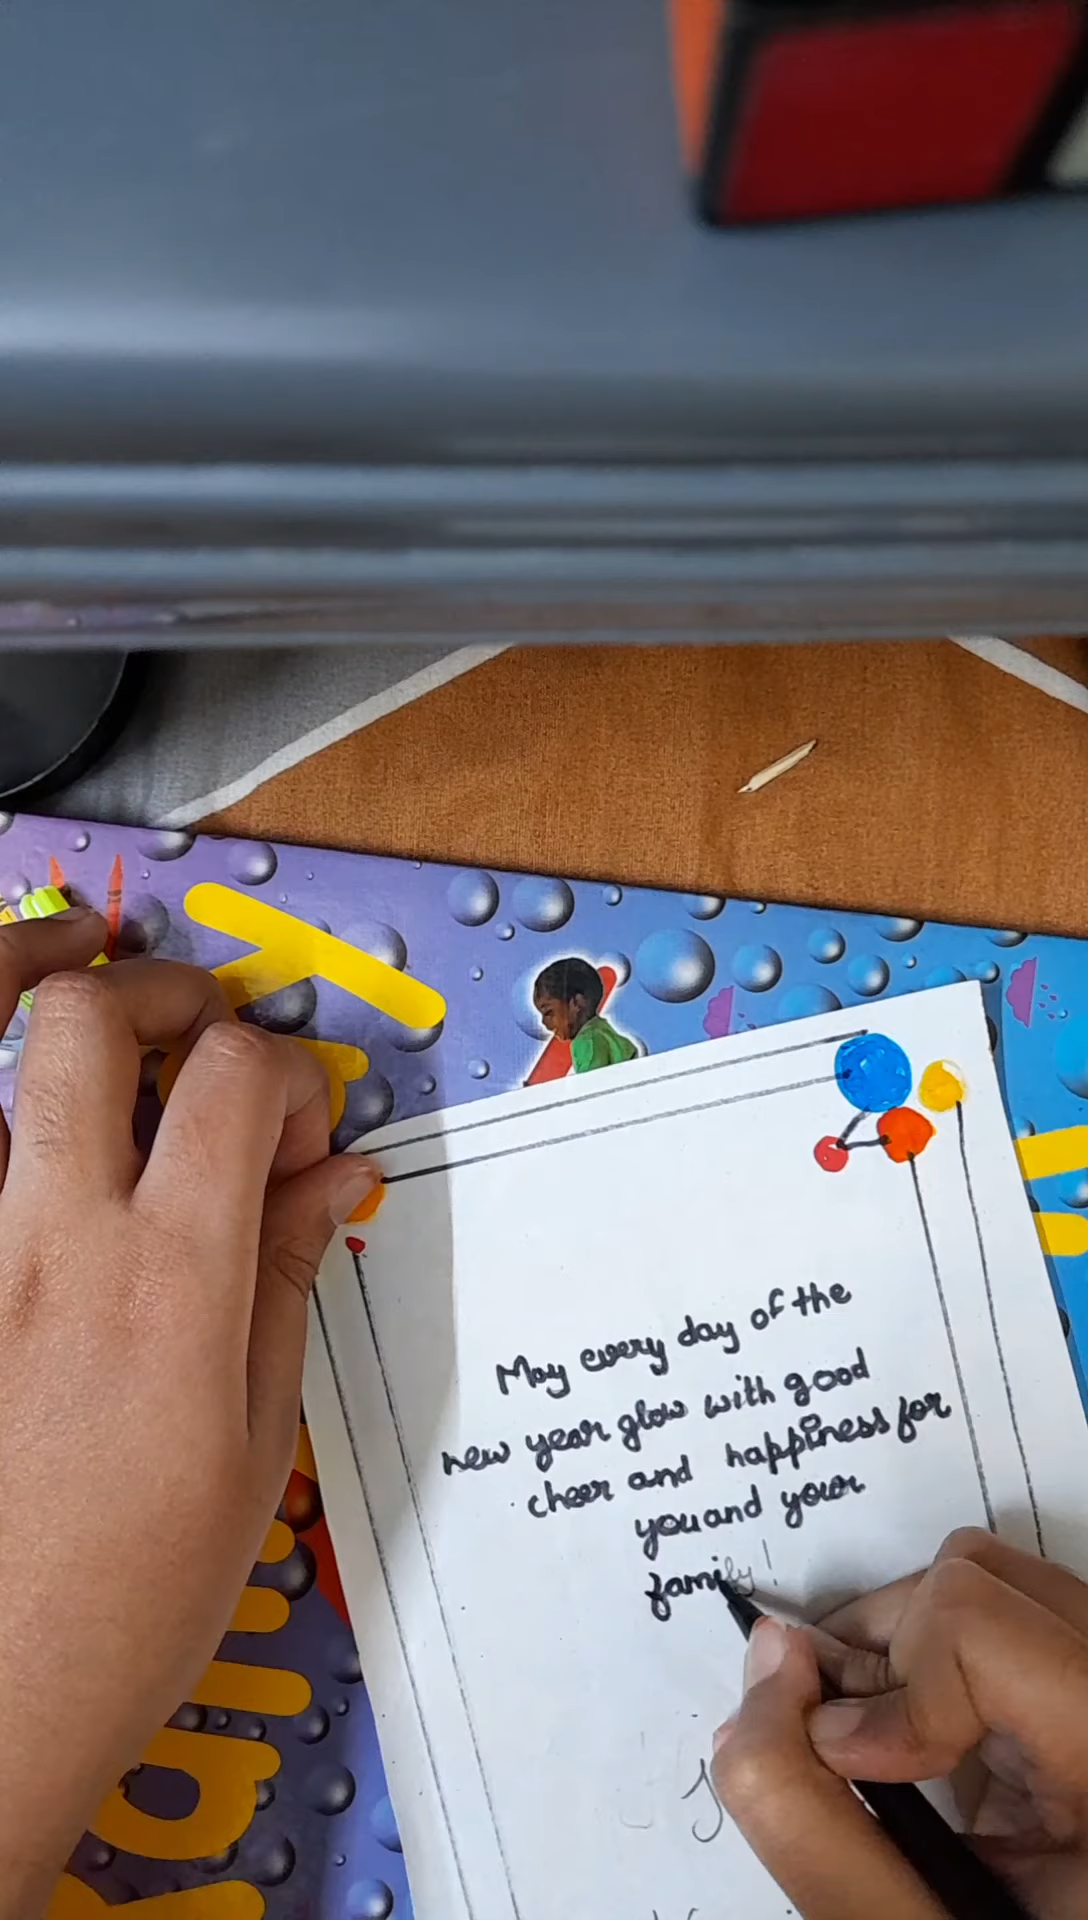 May every day of the
new year glow with good
cheer and happiness for
you and your
family!